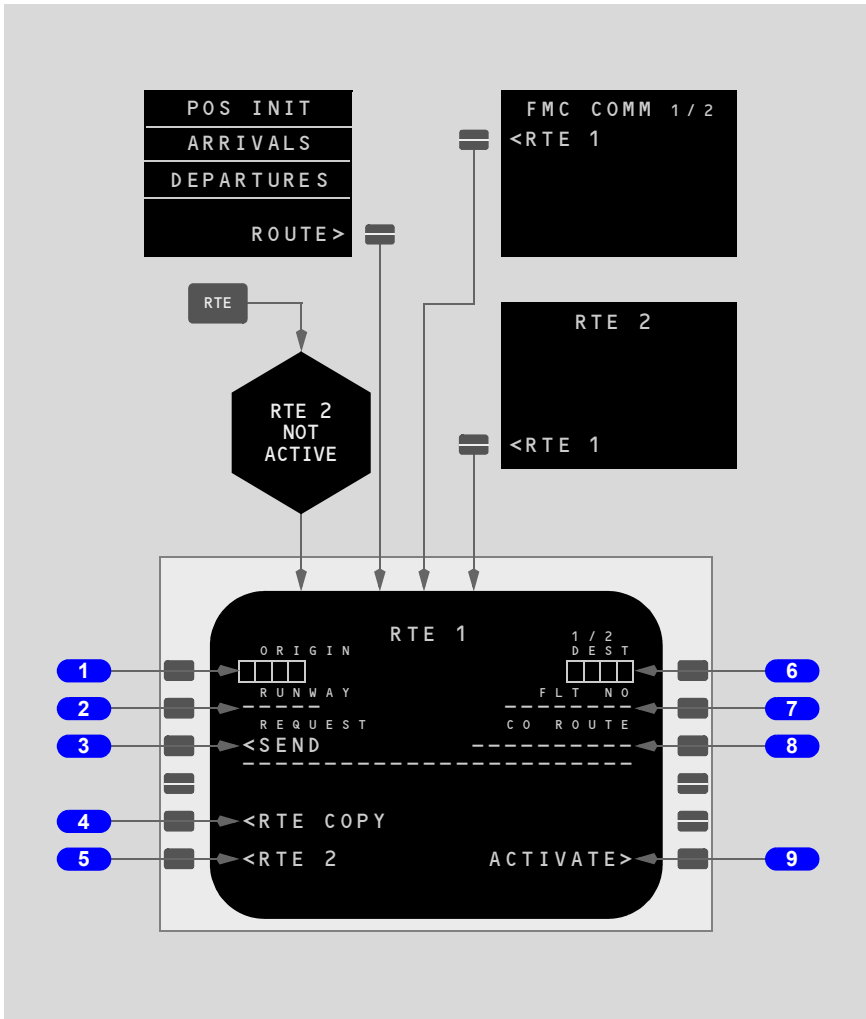 POS INIT
ARRIVALS
DEPARTURES
ROUTE>
FMC COMM 1/2
<RTE 1
RTE
RTE 2
NOT
ACTIVE
RTE 2
<RTE 1
RTE 1 1/2
ORIGIN DEST
1 6
RUNWAY FLT NO
2 ----- -------- 7
REQUEST CO ROUTE
3 <SEND ---------- 8
------------------------
4 <RTE COPY
5 <RTE 2 ACTIVATE> 9